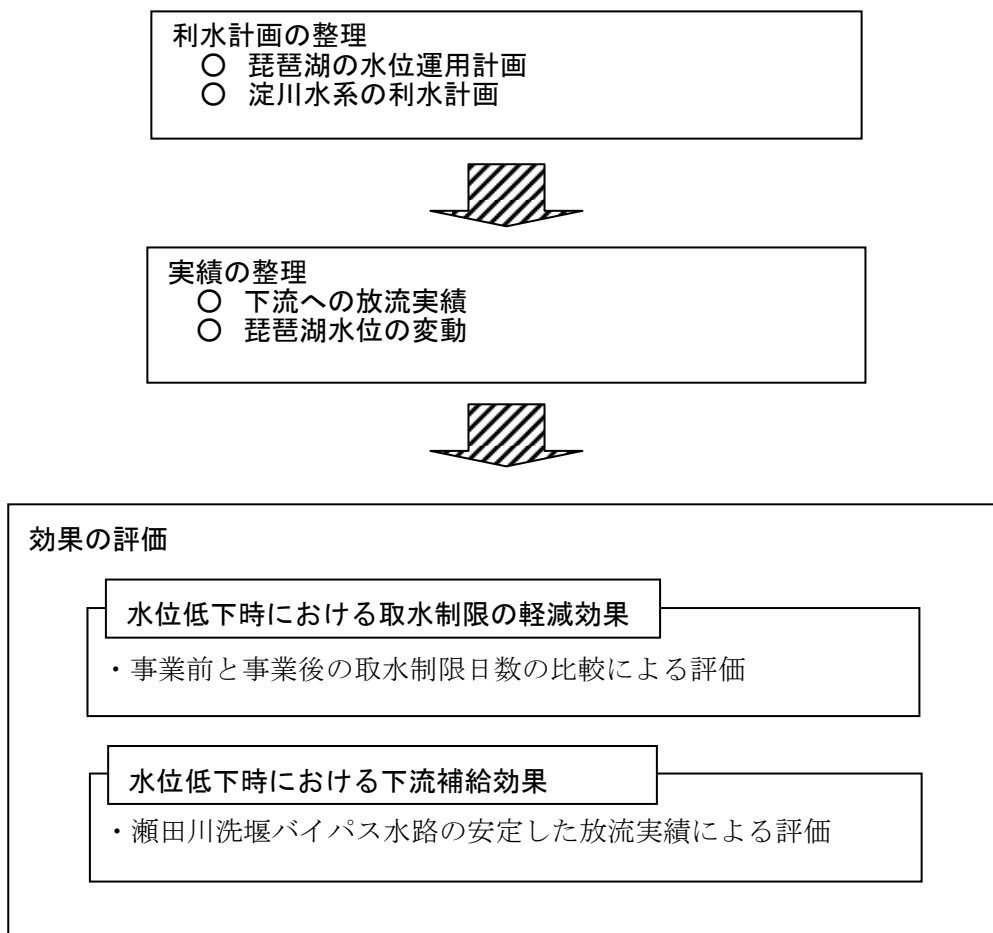 利水計画の整理
○ 琵琶湖の水位運用計画
○ 淀川水系の利水計画
実績の整理
○ 下流への放流実績
○ 琵琶湖水位の変動
効果の評価
水位低下時における取水制限の軽減効果
・事業前と事業後の取水制限日数の比較による評価
水位低下時における下流補給効果
・瀬田川洗堰バイパス水路の安定した放流実績による評価